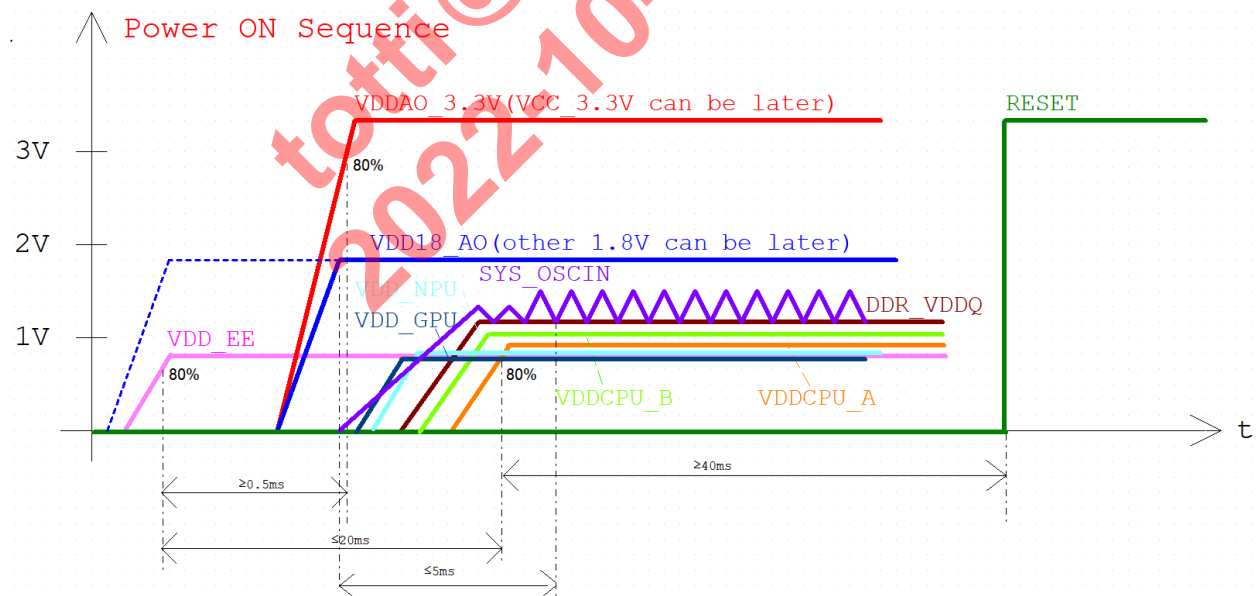 Power ON Sequence
VDDAO_3.3V(VCC_3.3V can be later)
RESET
3V
80%
2V
VDD18_AO(other 1.8V can be later)
SYS_OSCIN
VDD_NPU
DDR_VDDQ
VDD_GPU
1V
VDD_EE
80%
80%
VDDCPU_B
VDDCPU_A
t
≥40ms
≥0.5ms
≤20ms
≤5ms
totti@
2022-10-